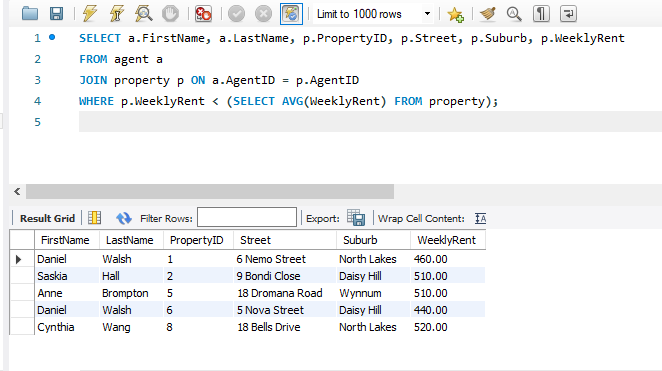 Limit to 1000 rows
1 SELECT a.FirstName, a.LastName, p.PropertyID, p.Street, p.Suburb, p.WeeklyRent
2 FROM agent a
3 JOIN property p ON a.AgentID = p.AgentID
4 WHERE p.WeeklyRent < (SELECT AVG(WeeklyRent) FROM property);
5
Result Grid Filter Rows: Export: Wrap Cell Content: IA
FirstName LastName PropertyID Street Suburb WeeklyRent
Daniel Walsh 1 6 Nemo Street North Lakes 460.00
Saskia Hall 2 9 Bondi Close Daisy Hill 510.00
Anne Brompton 5 18 Dromana Road Wynnum 510.00
Daniel Walsh 6 5 Nova Street Daisy Hill 440.00
Cynthia Wang 8 18 Bells Drive North Lakes 520.00